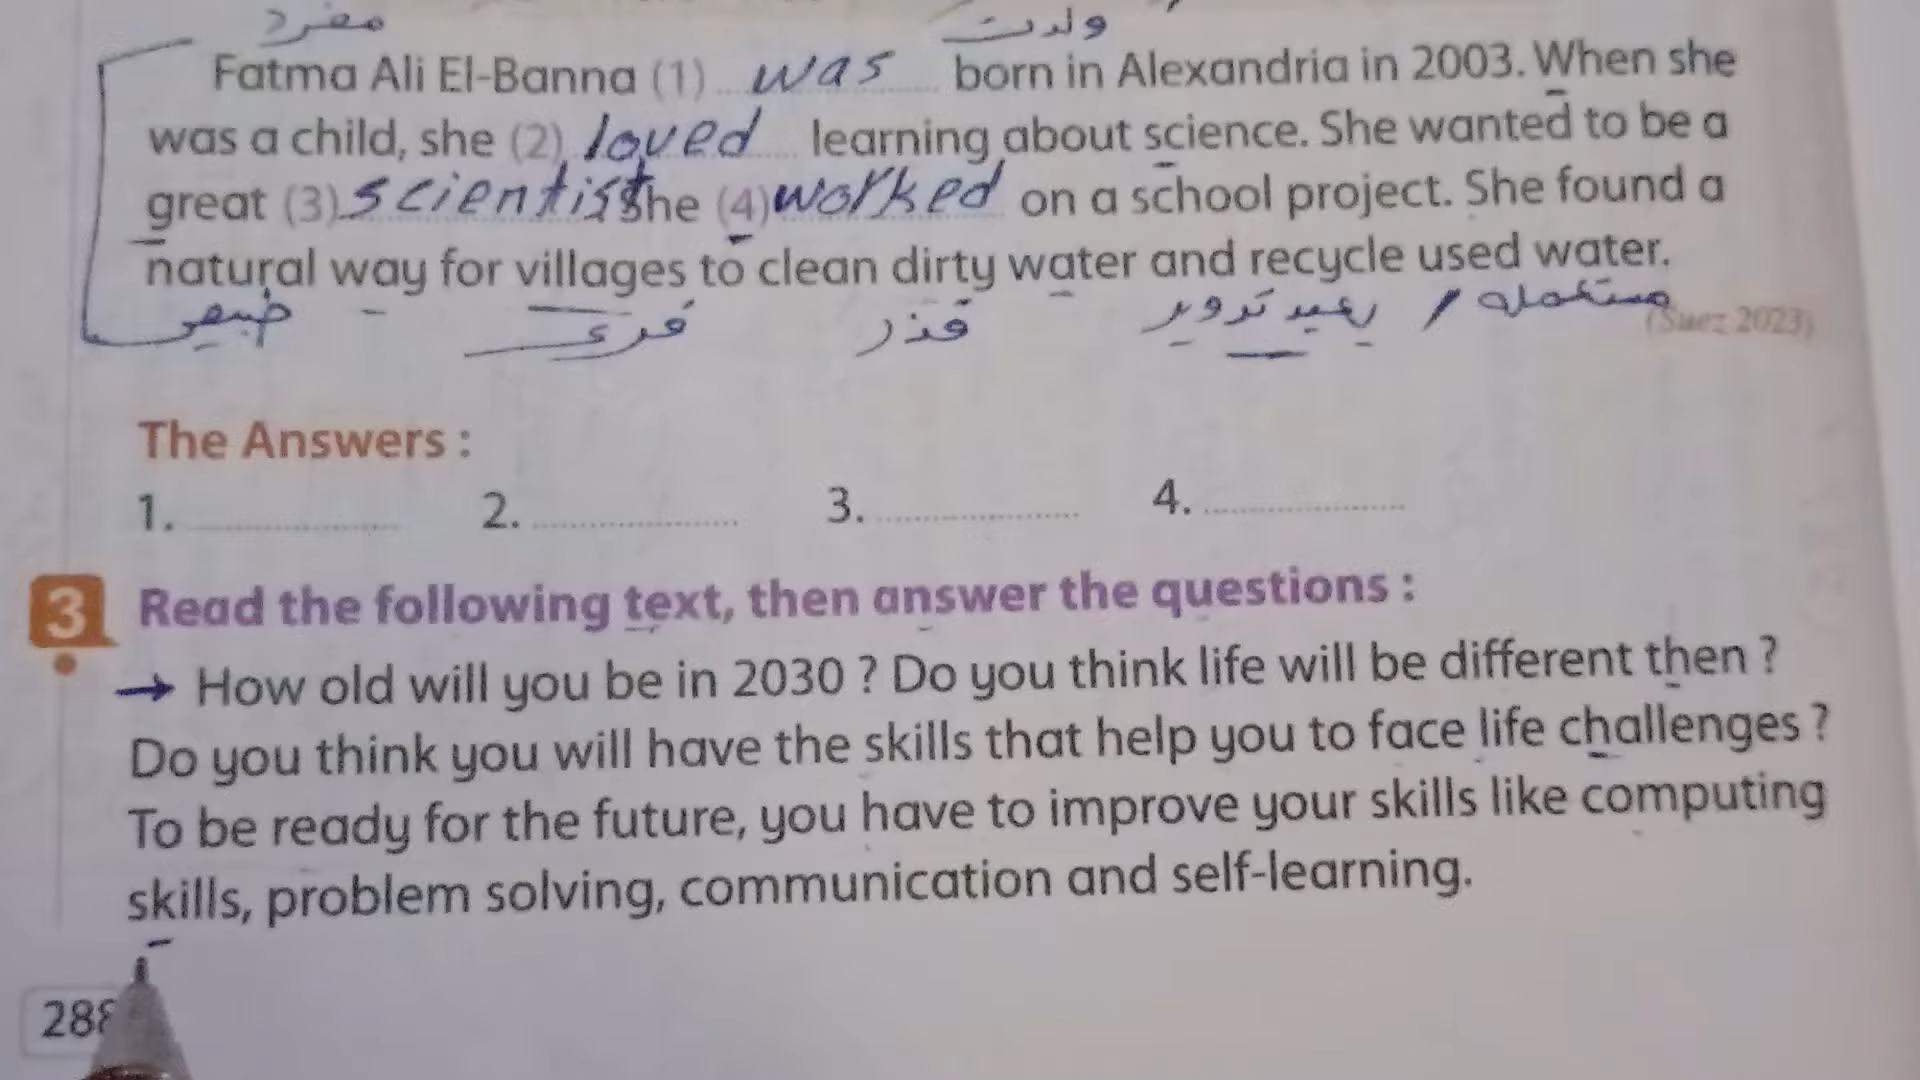 مفرد ولدت
Fatma Ali El-Banna (1) was born in Alexandria in 2003. When she
was a child, she (2) loved learning about science. She wanted to be a
great (3) scientist she (4) worked on a school project. She found a
natural way for villages to clean dirty water and recycle used water.
طبيعى قرى قذر يعيد تدوير / مستعمله
(Suez 2023)
The Answers :
1. 2. 3. 4.
3 Read the following text, then answer the questions :
→ How old will you be in 2030 ? Do you think life will be different then ?
Do you think you will have the skills that help you to face life challenges ?
To be ready for the future, you have to improve your skills like computing
skills, problem solving, communication and self-learning.
288